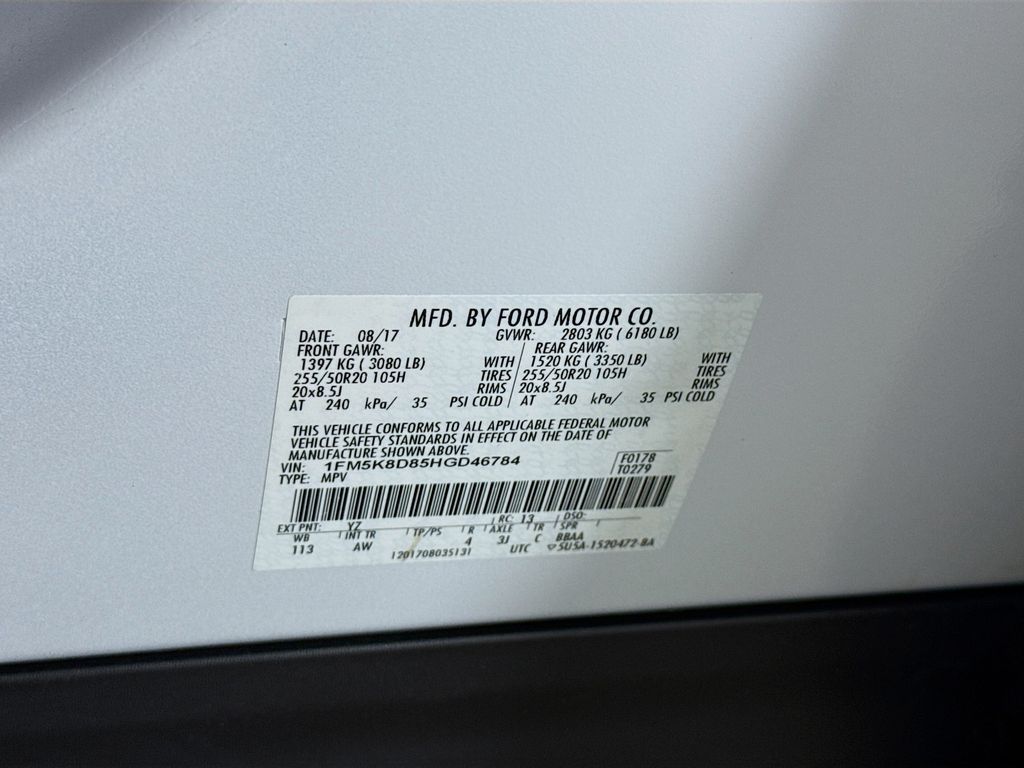 MFD. BY FORD MOTOR CO.
DATE: 08/17 GVWR: 2803 KG ( 6180 LB)
FRONT GAWR: REAR GAWR:
1397 KG ( 3080 LB) WITH 1520 KG ( 3350 LB) WITH
255/50R20 105H TIRES 255/50R20 105H TIRES
20x8.5J RIMS 20x8.5J RIMS
AT 240 kPa/ 35 PSI COLD AT 240 kPa/ 35 PSI COLD
THIS VEHICLE CONFORMS TO ALL APPLICABLE FEDERAL MOTOR
VEHICLE SAFETY STANDARDS IN EFFECT ON THE DATE OF
MANUFACTURE SHOWN ABOVE.
VIN: 1FM5K8D85HGD46784 F0178
TYPE: MPV T0279
EXT PNT: YZ RC: 13 DSO:
WB INT TR TP/PS R AXLE TR SPR
113 AW 4 3J C BBAA
1201708035131 UTC 5U5A-1520472-BA